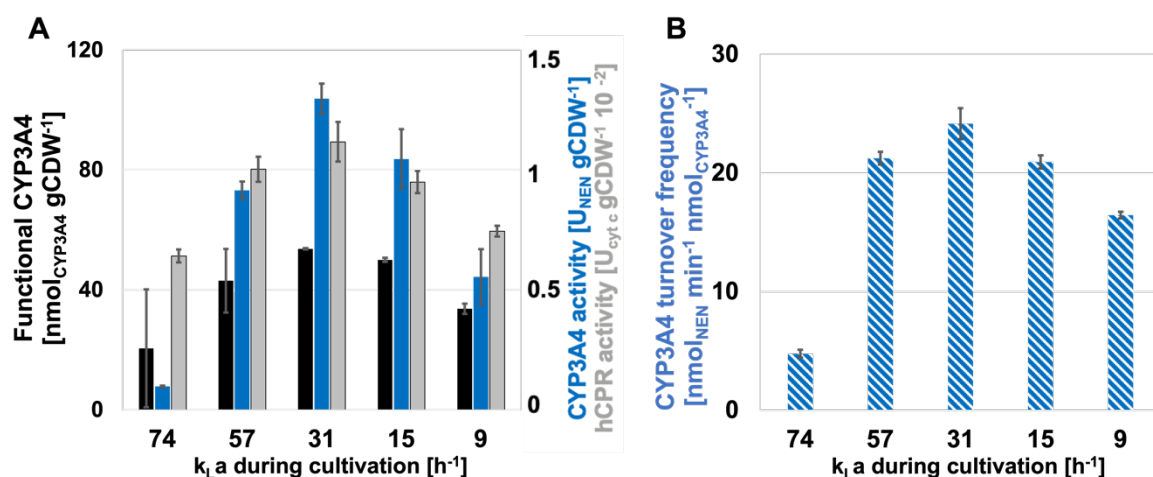 A
Functional CYP3A4
[nmolCYP3A4 gCDW-1]
120
80
40
0
1.5
1
0.5
0
CYP3A4 activity [UNEN gCDW-1]
hCPR activity [Ucyt c gCDW-1 10 -2]
74 57 31 15 9
kLa during cultivation [h-1]
B
CYP3A4 turnover frequency
[nmolNEN min-1 nmolCYP3A4-1]
30
20
10
0
74 57 31 15 9
kLa during cultivation [h-1]